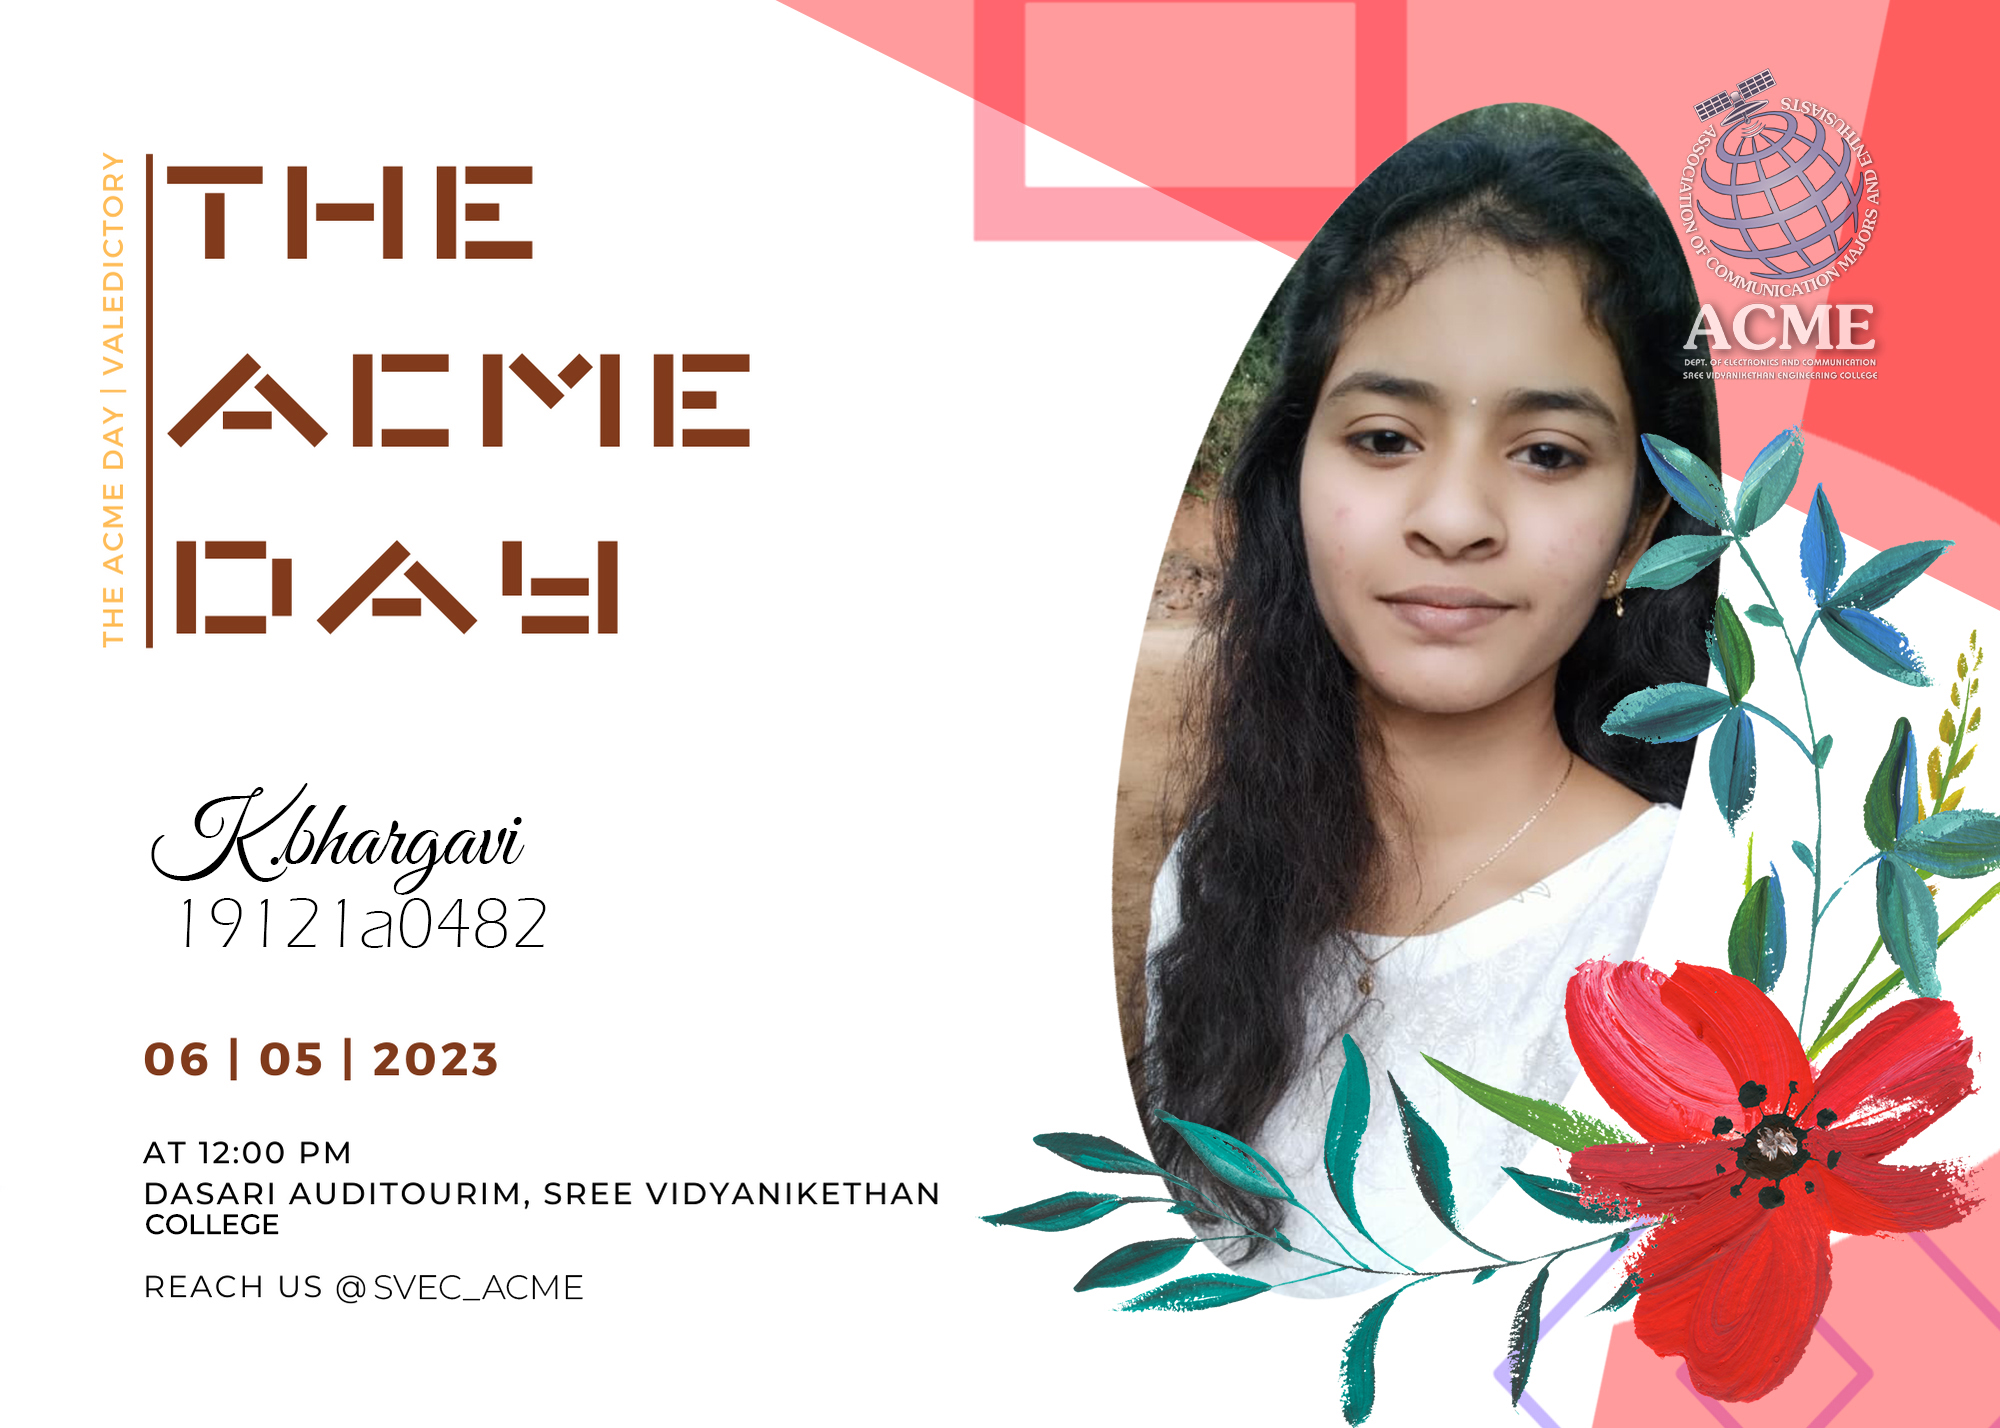 THE ACME DAY | VALEDICTORY
THE
ACME
DAY
K.bhargavi
19121a0482
06 | 05 | 2023
AT 12:00 PM
DASARI AUDITOURIM, SREE VIDYANIKETHAN
COLLEGE
REACH US @SVEC_ACME
ASSOCIATION OF COMMUNICATION MAJORS AND ENTHUSIASTS
ACME
DEPT. OF ELECTRONICS AND COMMUNICATION
SREE VIDYANIKETHAN ENGINEERING COLLEGE